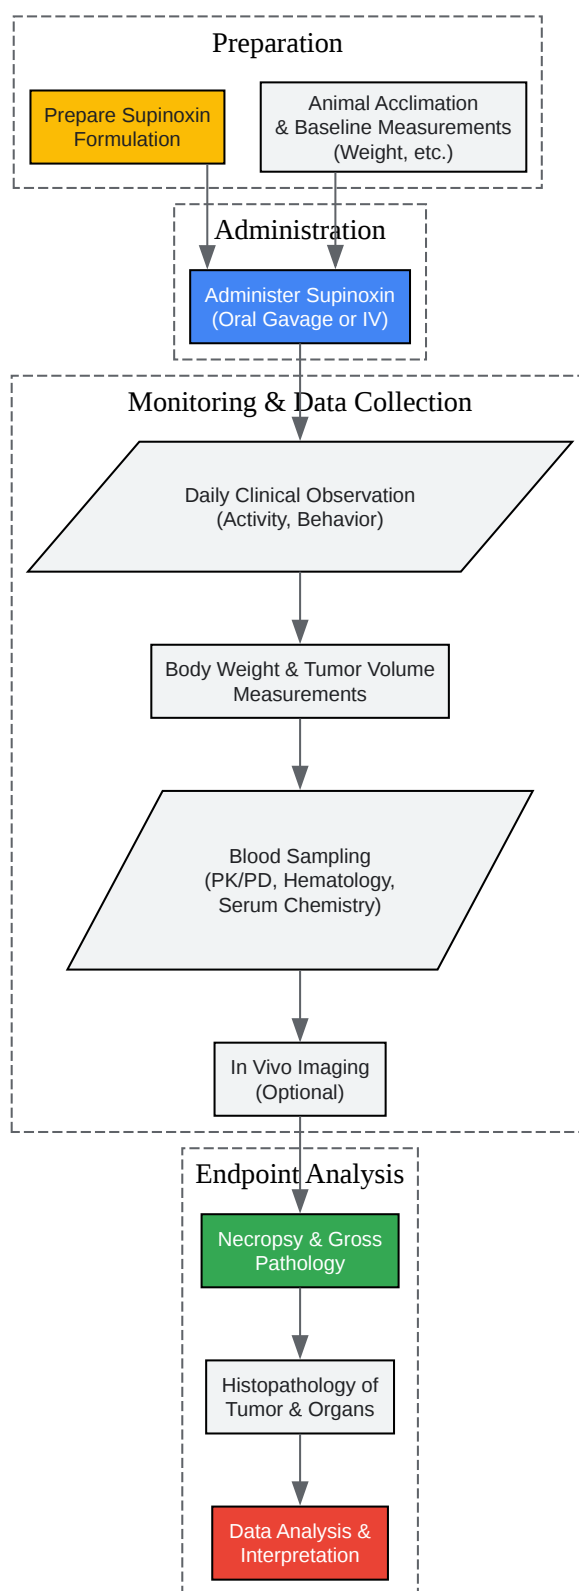 Preparation
Prepare Supinoxin
Formulation
Animal Acclimation
& Baseline Measurements
(Weight, etc.)
Administration
Administer Supinoxin
(Oral Gavage or IV)
Monitoring & Data Collection
Daily Clinical Observation
(Activity, Behavior)
Body Weight & Tumor Volume
Measurements
Blood Sampling
(PK/PD, Hematology,
Serum Chemistry)
In Vivo Imaging
(Optional)
Endpoint Analysis
Necropsy & Gross
Pathology
Histopathology of
Tumor & Organs
Data Analysis &
Interpretation